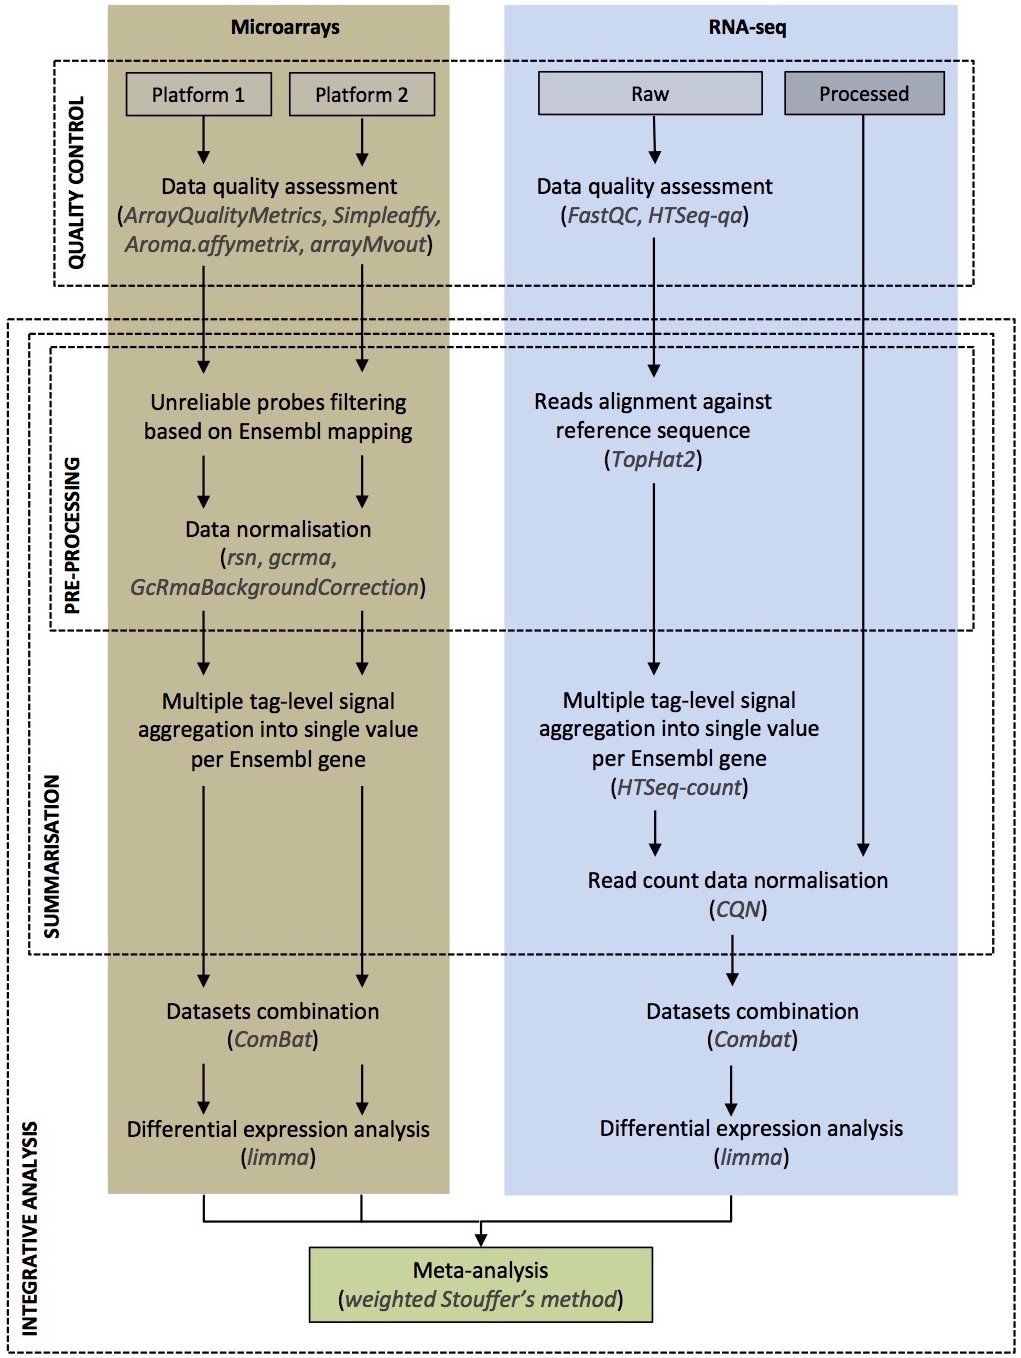 Microarrays
RNA-seq
QUALITY CONTROL
Platform 1
Platform 2
Raw
Processed
Data quality assessment
(ArrayQualityMetrics, Simpleaffy,
Aroma.affymetrix, arrayMvout)
Data quality assessment
(FastQC, HTSeq-qa)
PRE-PROCESSING
Unreliable probes filtering
based on Ensembl mapping
Reads alignment against
reference sequence
(TopHat2)
Data normalisation
(rsn, gcrma,
GcRmaBackgroundCorrection)
SUMMARISATION
Multiple tag-level signal
aggregation into single value
per Ensembl gene
Multiple tag-level signal
aggregation into single value
per Ensembl gene
(HTSeq-count)
Read count data normalisation
(CQN)
INTEGRATIVE ANALYSIS
Datasets combination
(ComBat)
Datasets combination
(Combat)
Differential expression analysis
(limma)
Differential expression analysis
(limma)
Meta-analysis
(weighted Stouffer's method)